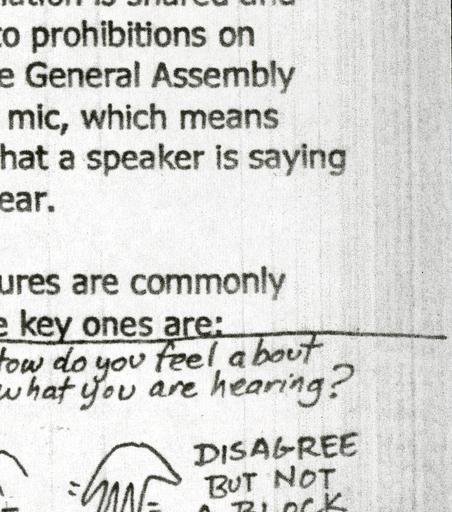 is shared and
to prohibitions on
General Assembly
mic, which means
hat a speaker is saying
ear.
ures are commonly
e key ones are:
How do you feel about
what you are hearing?
DISAGREE
BUT NOT
A BLOCK